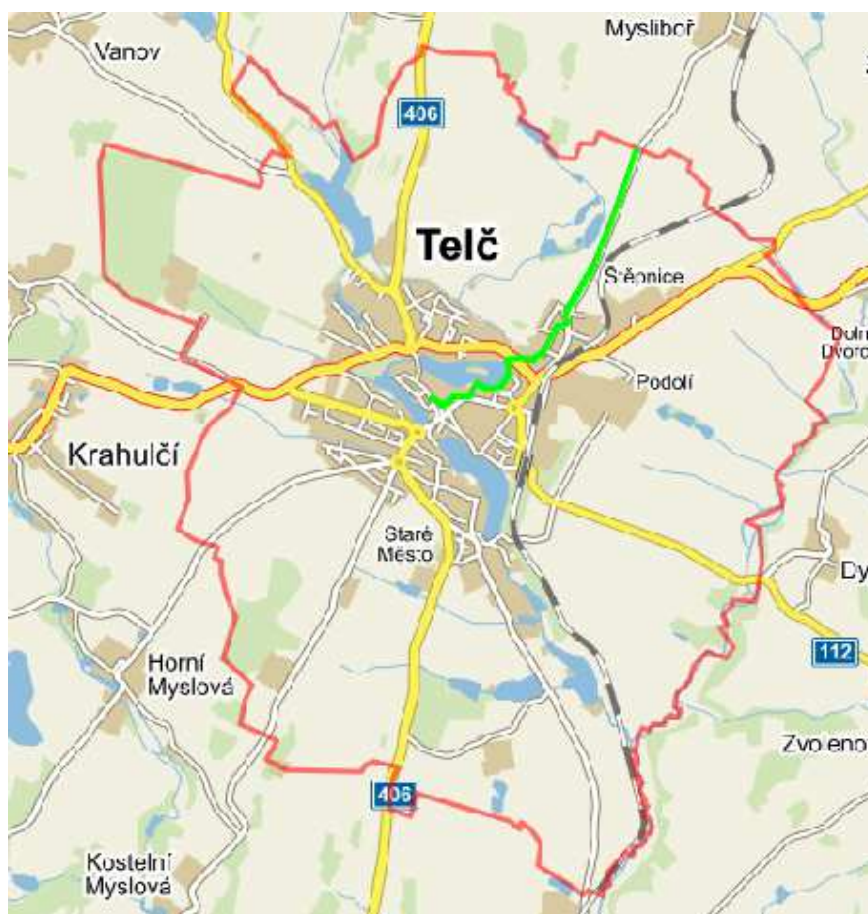 Vanov
Mysliboř
406
Telč
Štěpnice
Podolí
Krahulčí
Staré
Město
Horní
Myslová
112
406
Kostelní
Myslová